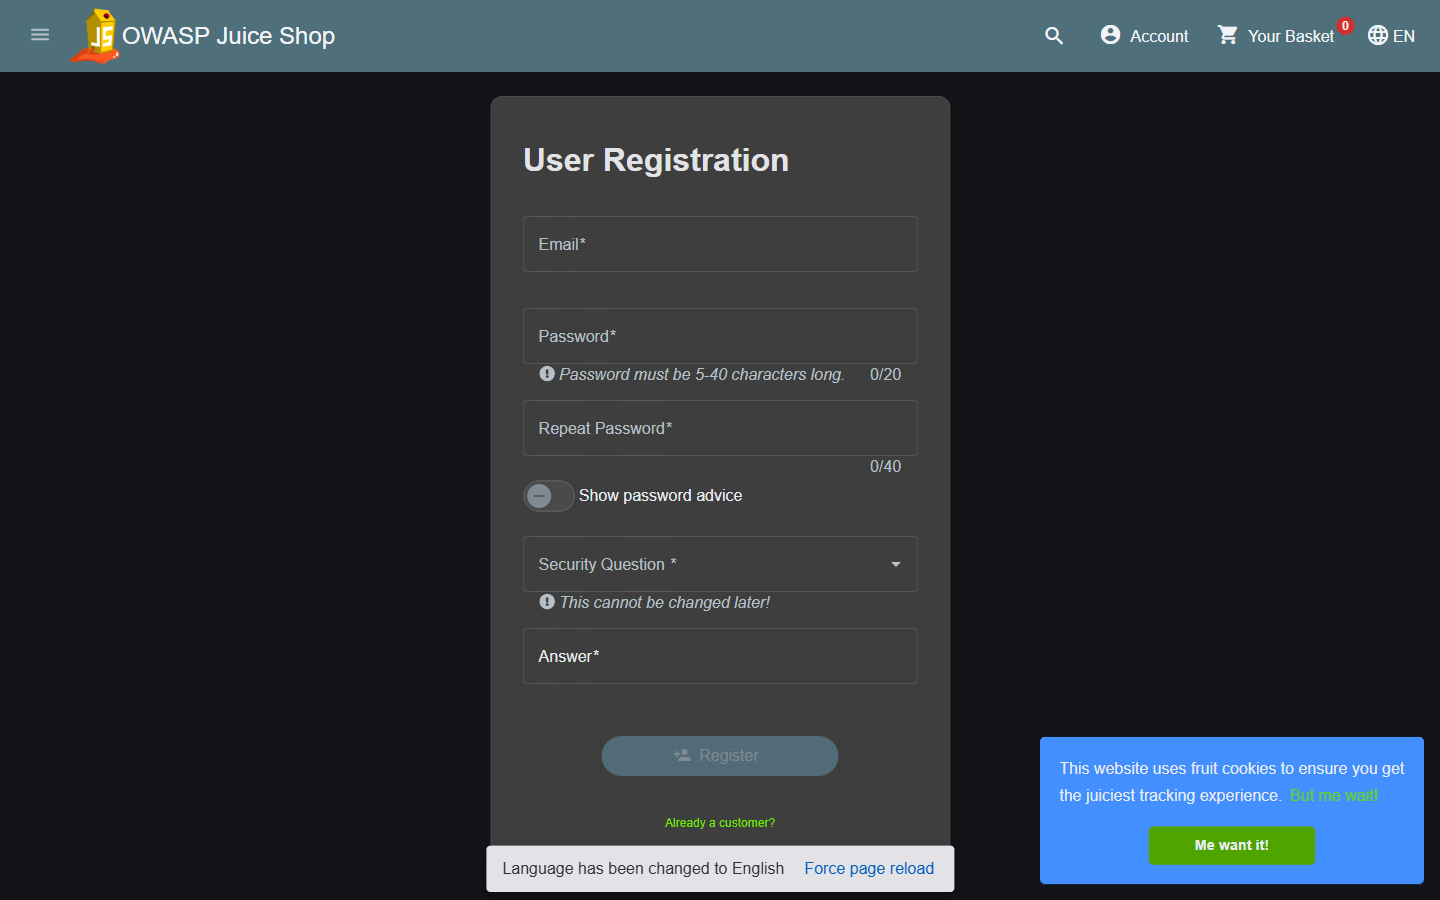 JS OWASP Juice Shop
Account
Your Basket 0
EN
User Registration
Email*
Password*
Password must be 5-40 characters long. 0/20
Repeat Password*
0/40
Show password advice
Security Question *
This cannot be changed later!
Answer*
Register
Already a customer?
Language has been changed to English Force page reload
This website uses fruit cookies to ensure you get
the juiciest tracking experience. But me wait!
Me want it!